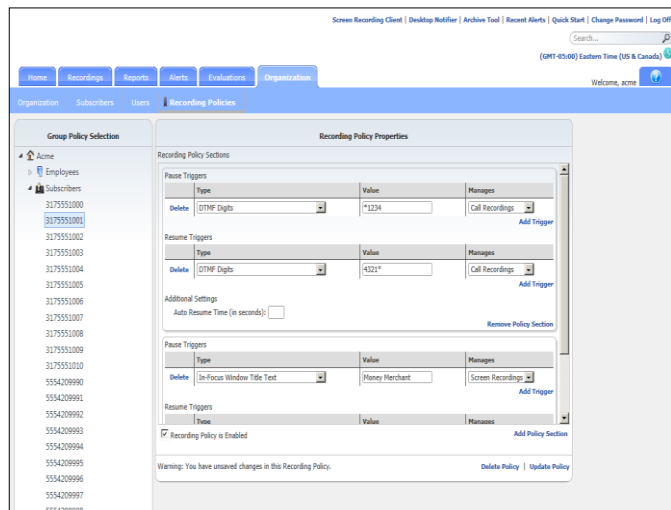 Screen Recording Client | Desktop Notifier | Archive Tool | Recent Alerts | Quick Start | Change Password | Log Off
Search...
(GMT-05:00) Eastern Time (US & Canada)
Home Recordings Reports Alerts Evaluations Organization
Welcome, acme
Organization Subscribers Users Recording Policies
Group Policy Selection
Acme
Employees
Subscribers
3175551000
3175551001
3175551002
3175551003
3175551004
3175551005
3175551006
3175551007
3175551008
3175551009
3175551010
5554209990
5554209991
5554209992
5554209993
5554209994
5554209995
5554209996
5554209997
5554209998
Recording Policy Properties
Recording Policy Sections
Pause Triggers
Type Value Manages
Delete DTMF Digits *1234 Call Recordings
Add Trigger
Resume Triggers
Type Value Manages
Delete DTMF Digits 4321* Call Recordings
Add Trigger
Additional Settings
Auto Resume Time (in seconds):
Remove Policy Section
Pause Triggers
Type Value Manages
Delete In-Focus Window Title Text Money Merchant Screen Recordings
Add Trigger
Resume Triggers
Type Value Manages
Recording Policy is Enabled
Add Policy Section
Warning: You have unsaved changes in this Recording Policy.
Delete Policy | Update Policy